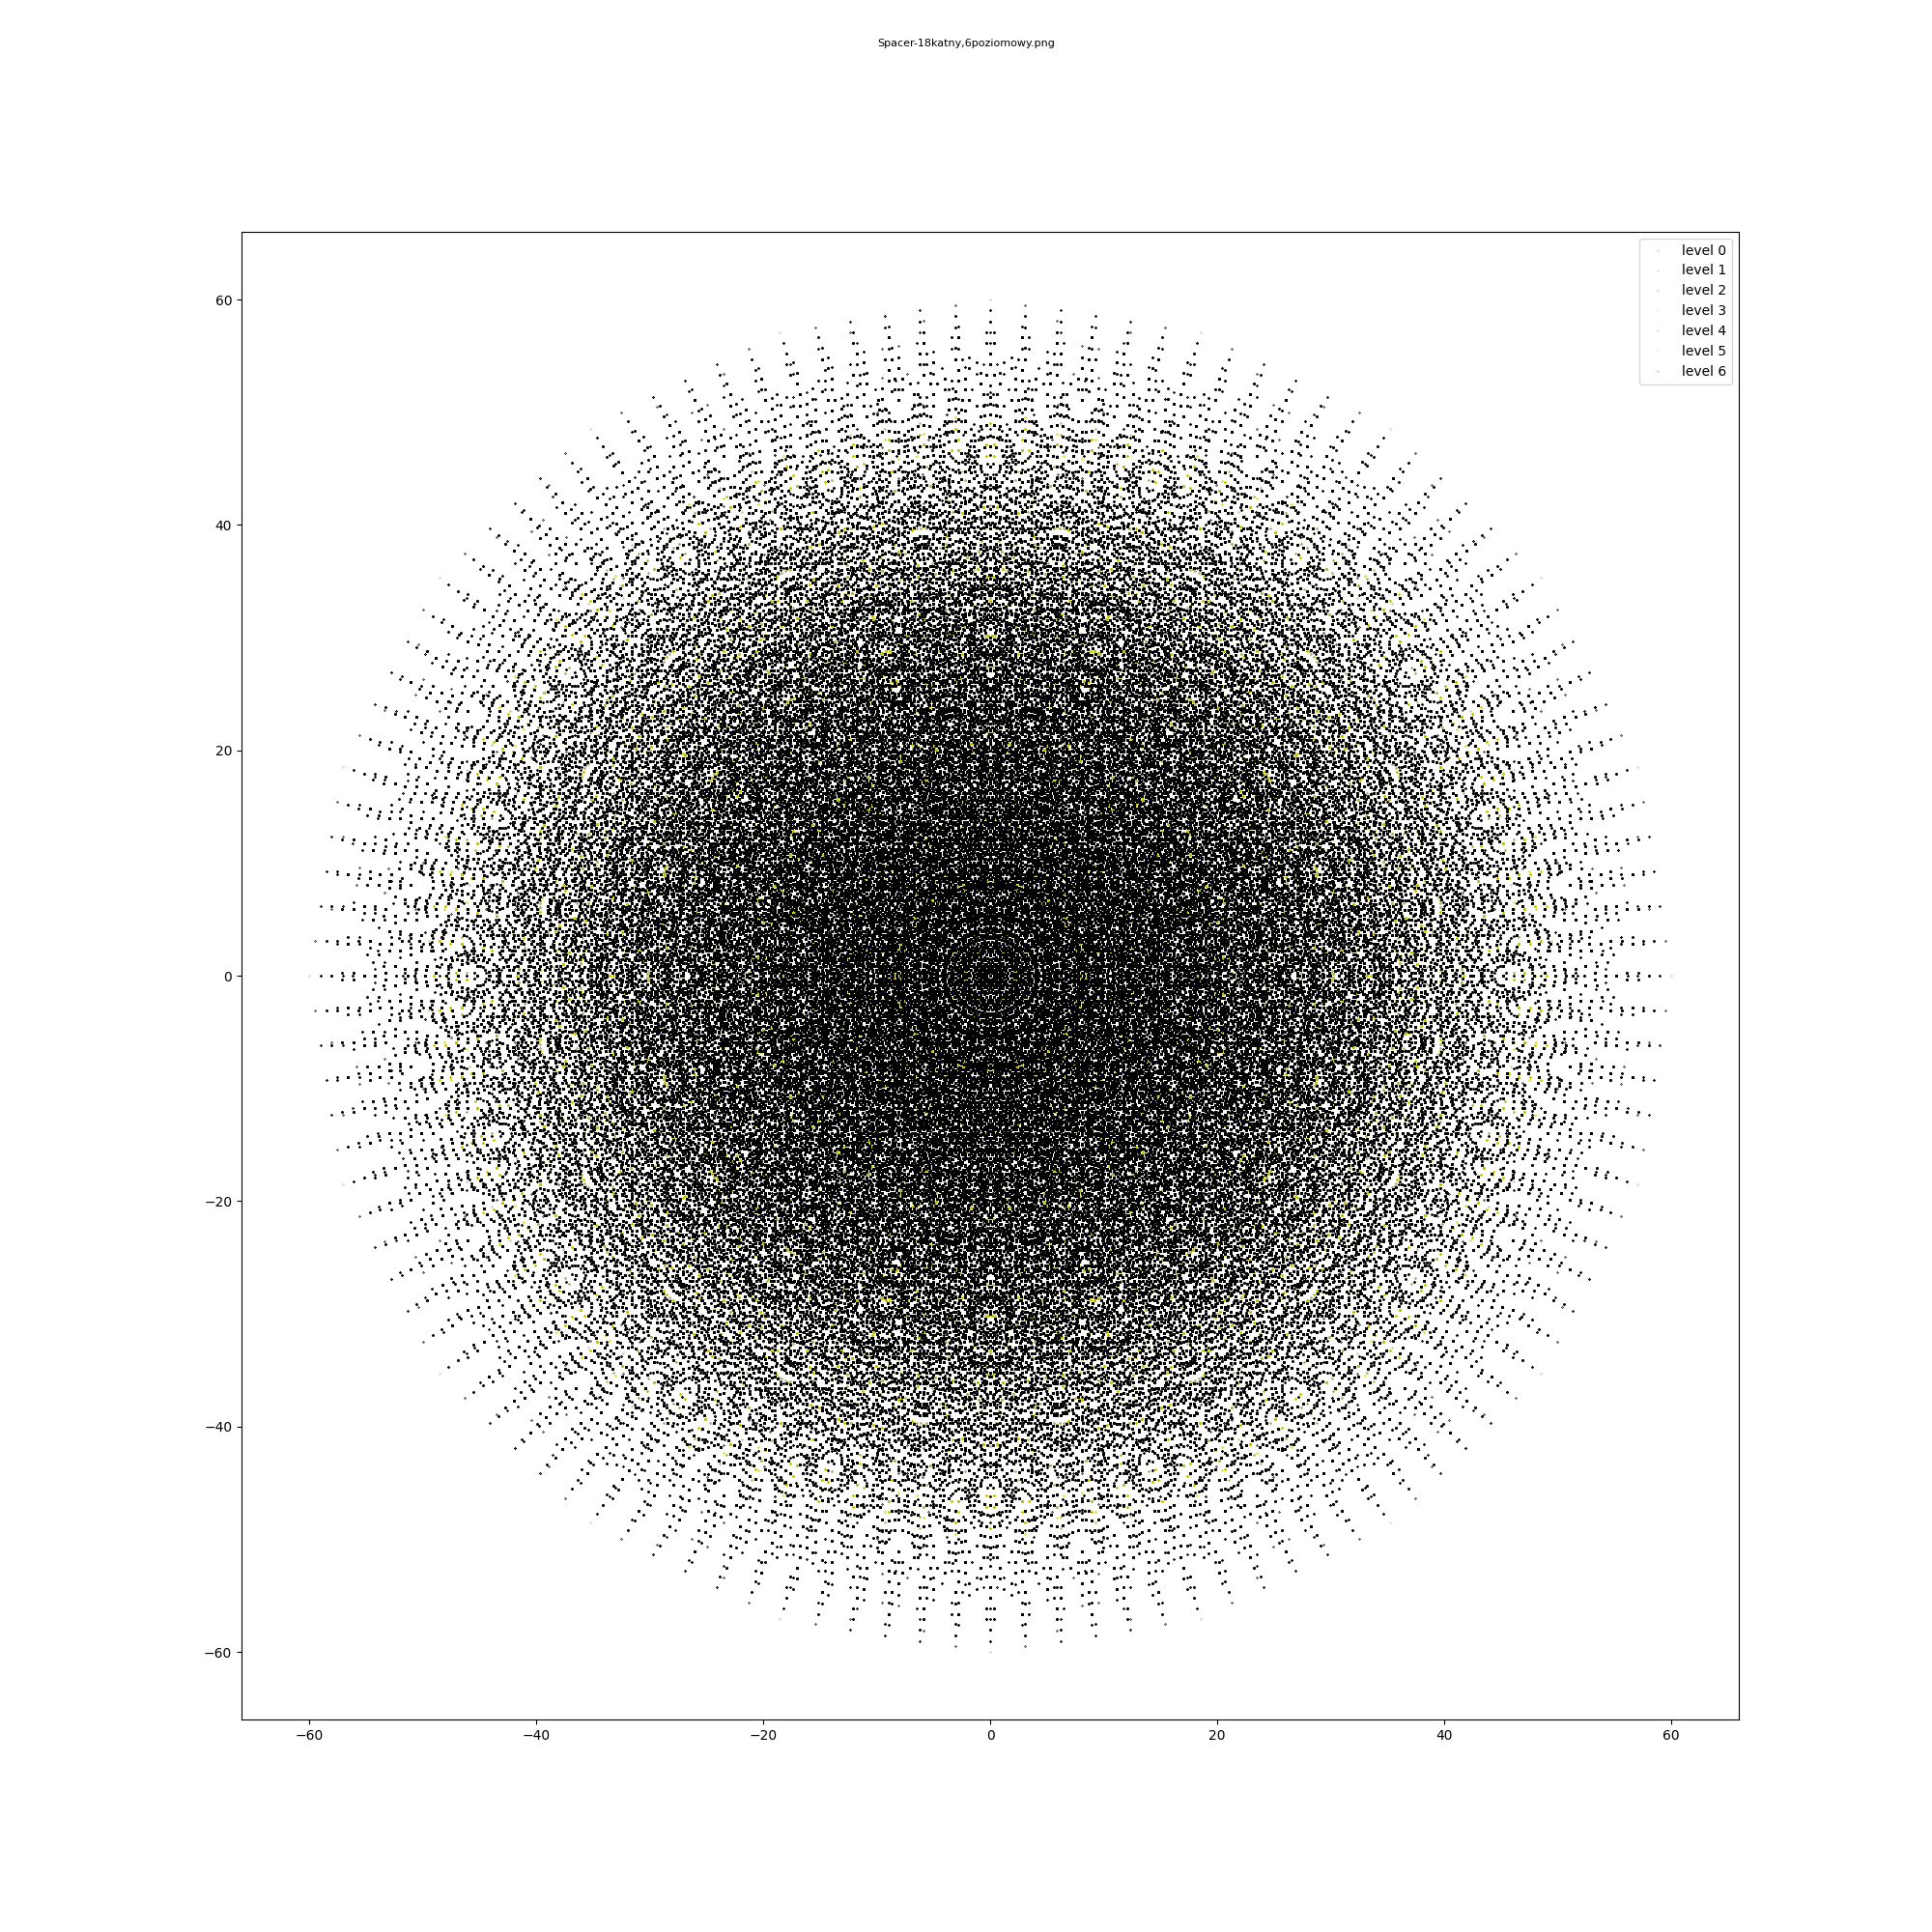 Spacer-18katny,6poziomowy.png
level 0
level 1
level 2
level 3
level 4
level 5
level 6
60
40
20
0
−20
−40
−60
−60 −40 −20 0 20 40 60